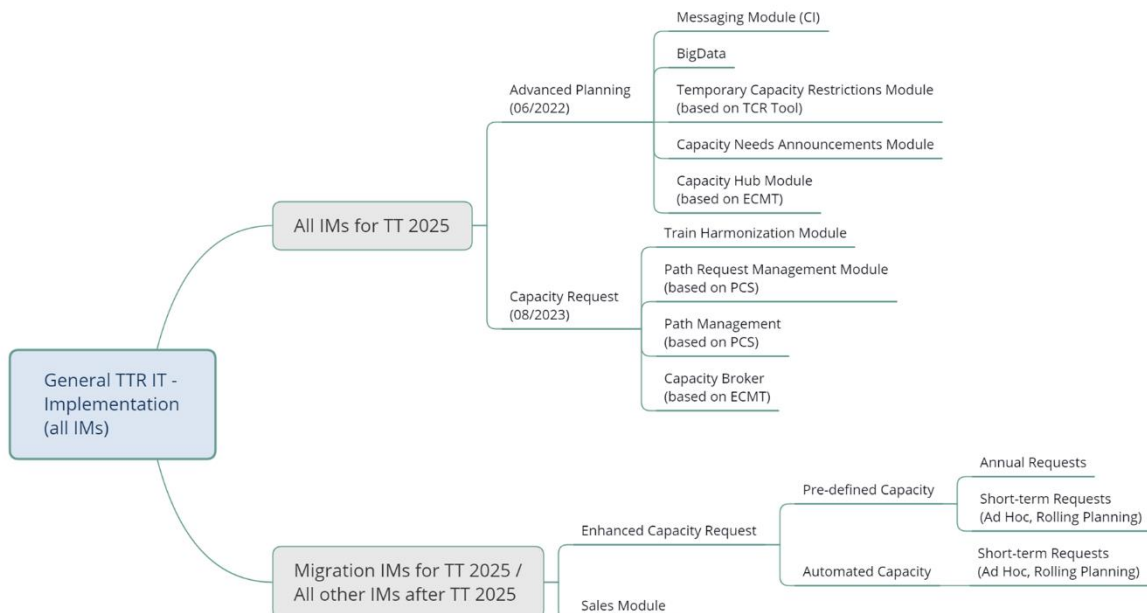 General TTR IT -
Implementation
(all IMs)
All IMs for TT 2025
Advanced Planning
(06/2022)
Messaging Module (CI)
BigData
Temporary Capacity Restrictions Module
(based on TCR Tool)
Capacity Needs Announcements Module
Capacity Hub Module
(based on ECMT)
Capacity Request
(08/2023)
Train Harmonization Module
Path Request Management Module
(based on PCS)
Path Management
(based on PCS)
Capacity Broker
(based on ECMT)
Migration IMs for TT 2025 /
All other IMs after TT 2025
Enhanced Capacity Request
Pre-defined Capacity
Annual Requests
Short-term Requests
(Ad Hoc, Rolling Planning)
Automated Capacity
Short-term Requests
(Ad Hoc, Rolling Planning)
Sales Module